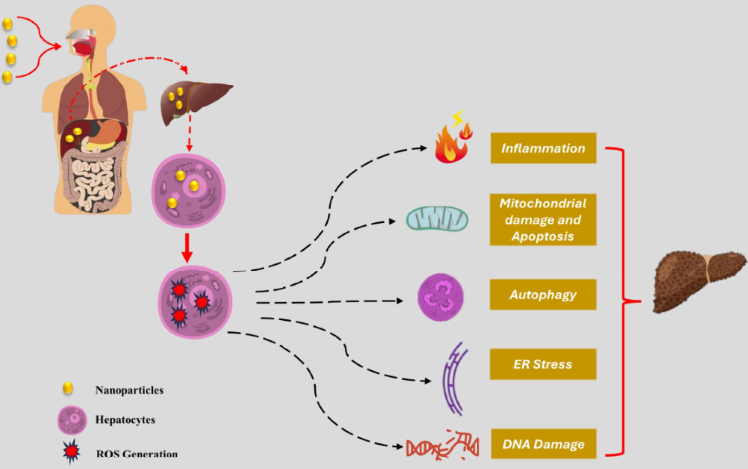 Inflammation
Mitochondrial
damage and
Apoptosis
Autophagy
ER Stress
DNA Damage
Nanoparticles
Hepatocytes
ROS Generation